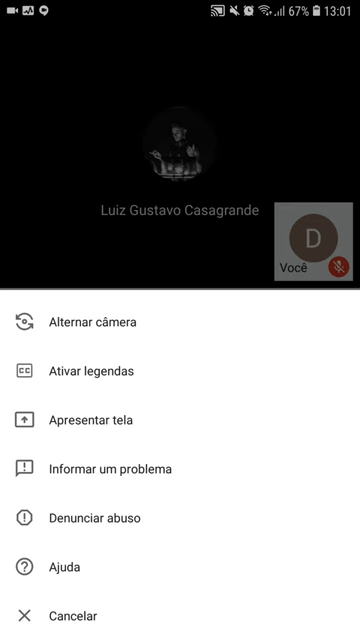 67% 13:01
Luiz Gustavo Casagrande
D
Você
Alternar câmera
CC
Ativar legendas
Apresentar tela
Informar um problema
Denunciar abuso
Ajuda
Cancelar